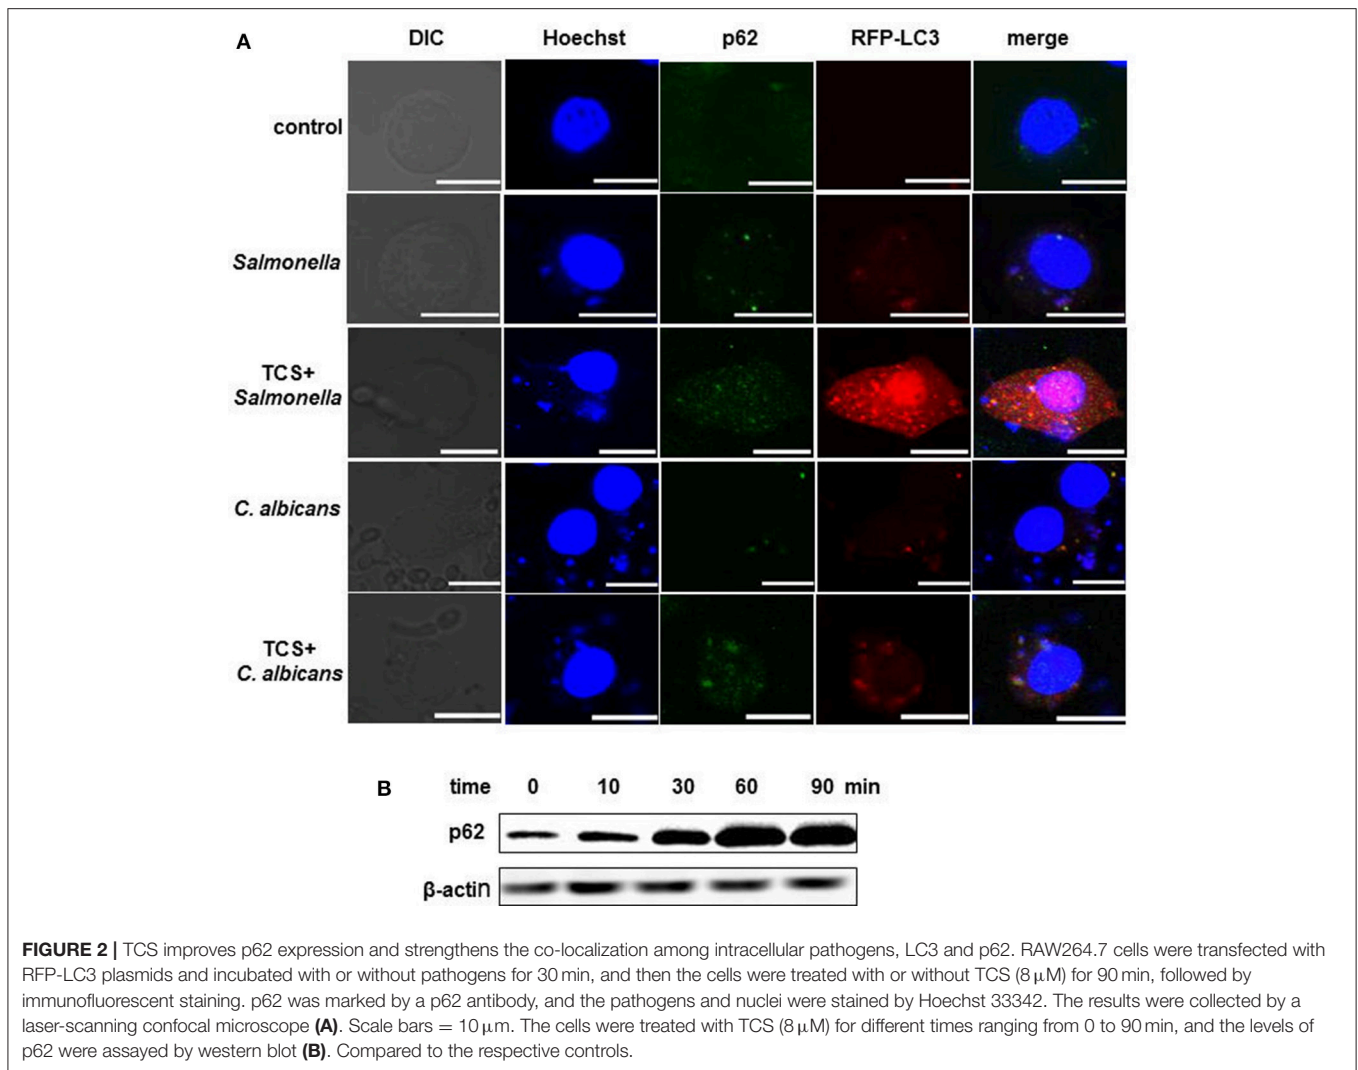 A
DIC Hoechst p62 RFP-LC3 merge
control
Salmonella
TCS+
Salmonella
C. albicans
TCS+
C. albicans
B
time 0 10 30 60 90 min
p62
β-actin
FIGURE 2 | TCS improves p62 expression and strengthens the co-localization among intracellular pathogens, LC3 and p62. RAW264.7 cells were transfected with
RFP-LC3 plasmids and incubated with or without pathogens for 30 min, and then the cells were treated with or without TCS (8 μM) for 90 min, followed by
immunofluorescent staining. p62 was marked by a p62 antibody, and the pathogens and nuclei were stained by Hoechst 33342. The results were collected by a
laser-scanning confocal microscope (A). Scale bars = 10 μm. The cells were treated with TCS (8 μM) for different times ranging from 0 to 90 min, and the levels of
p62 were assayed by western blot (B). Compared to the respective controls.